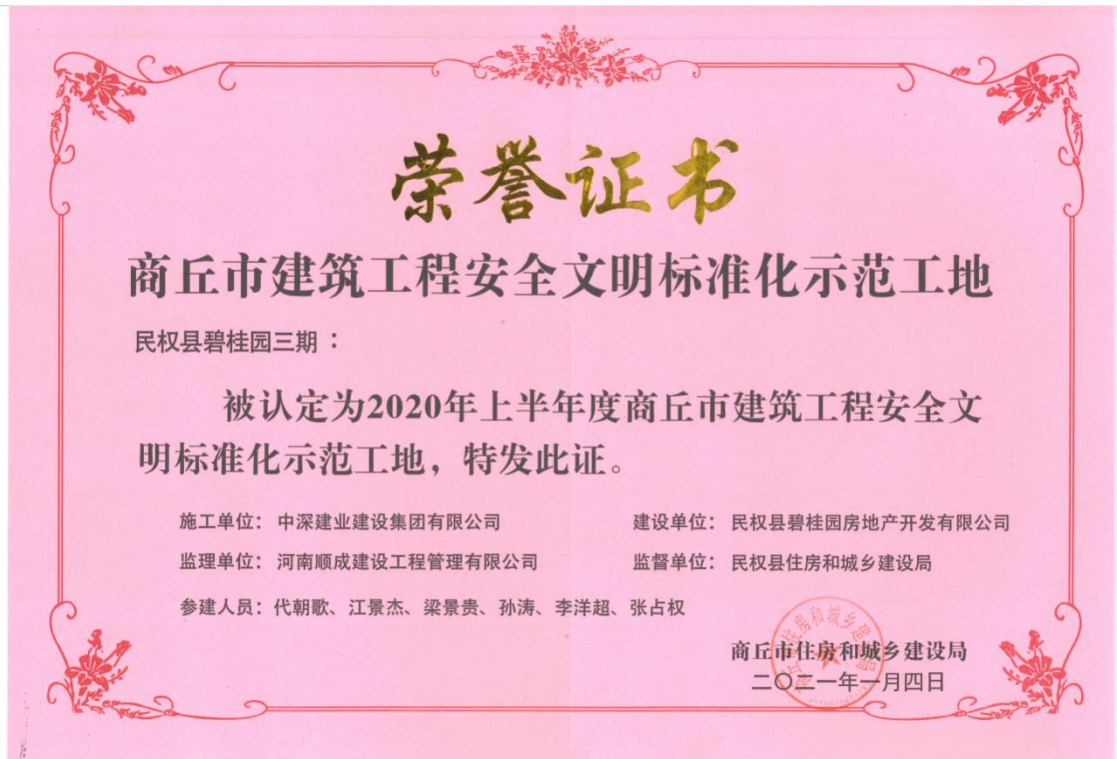 荣誉证书
商丘市建筑工程安全文明标准化示范工地
民权县碧桂园三期：
被认定为2020年上半年度商丘市建筑工程安全文
明标准化示范工地，特发此证。
施工单位：中深建业建设集团有限公司
建设单位：民权县碧桂园房地产开发有限公司
监理单位：河南顺成建设工程管理有限公司
监督单位：民权县住房和城乡建设局
参建人员：代朝歌、江景杰、梁景贵、孙涛、李洋超、张占权
商丘市住房和城乡建设局
二〇二一年一月四日